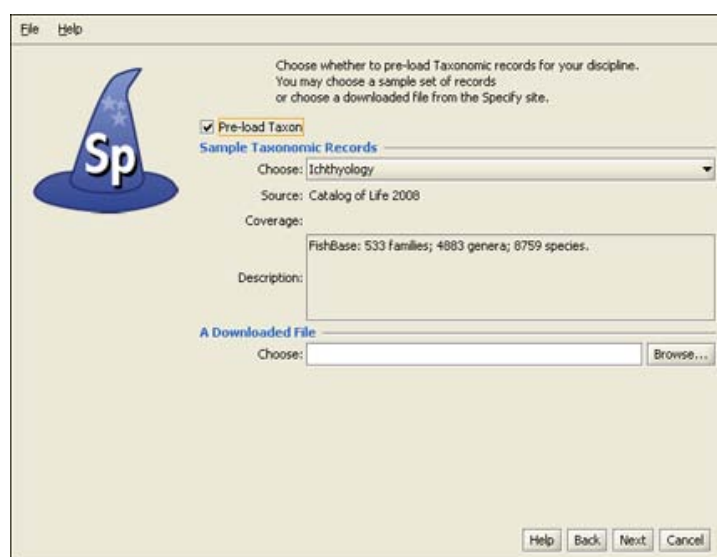 File Help
Choose whether to pre-load Taxonomic records for your discipline.
You may choose a sample set of records
or choose a downloaded file from the Specify site.
Sp
Pre-load Taxon
Sample Taxonomic Records
Choose: Ichthyology
Source: Catalog of Life 2008
Coverage:
FishBase: 533 families; 4883 genera; 8759 species.
Description:
A Downloaded File
Choose: Browse...
Help Back Next Cancel